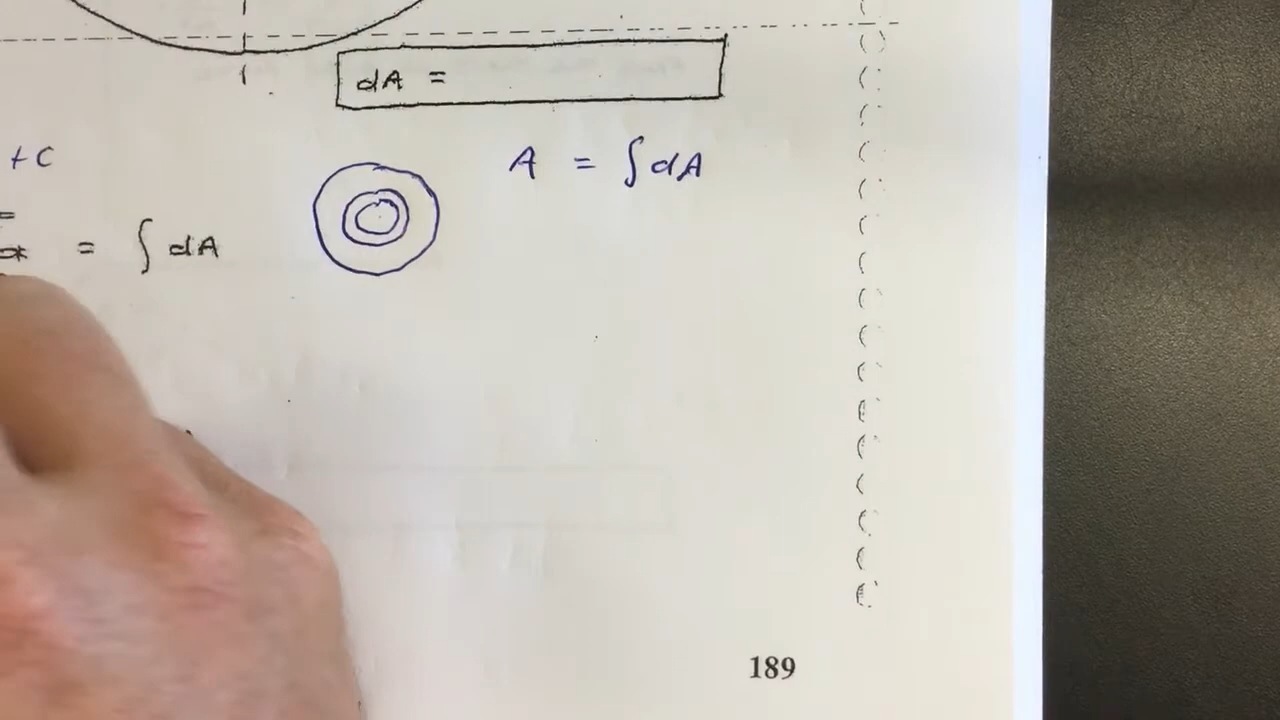 dA =
+C
A = ∫dA
= ∫ dA
189